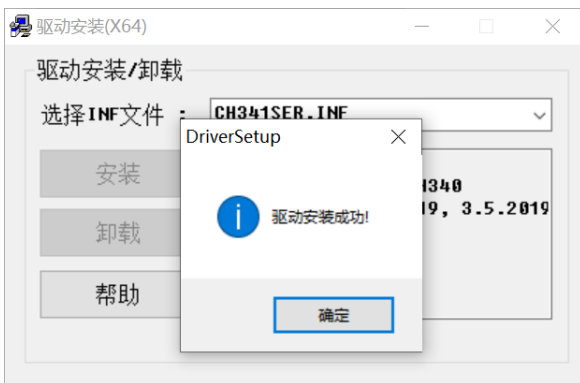 驱动安装(X64)
驱动安装/卸载
选择INF文件 :
CH341SER.INF
DriverSetup
安装
H340
驱动安装成功!
19, 3.5.2019
卸载
帮助
确定